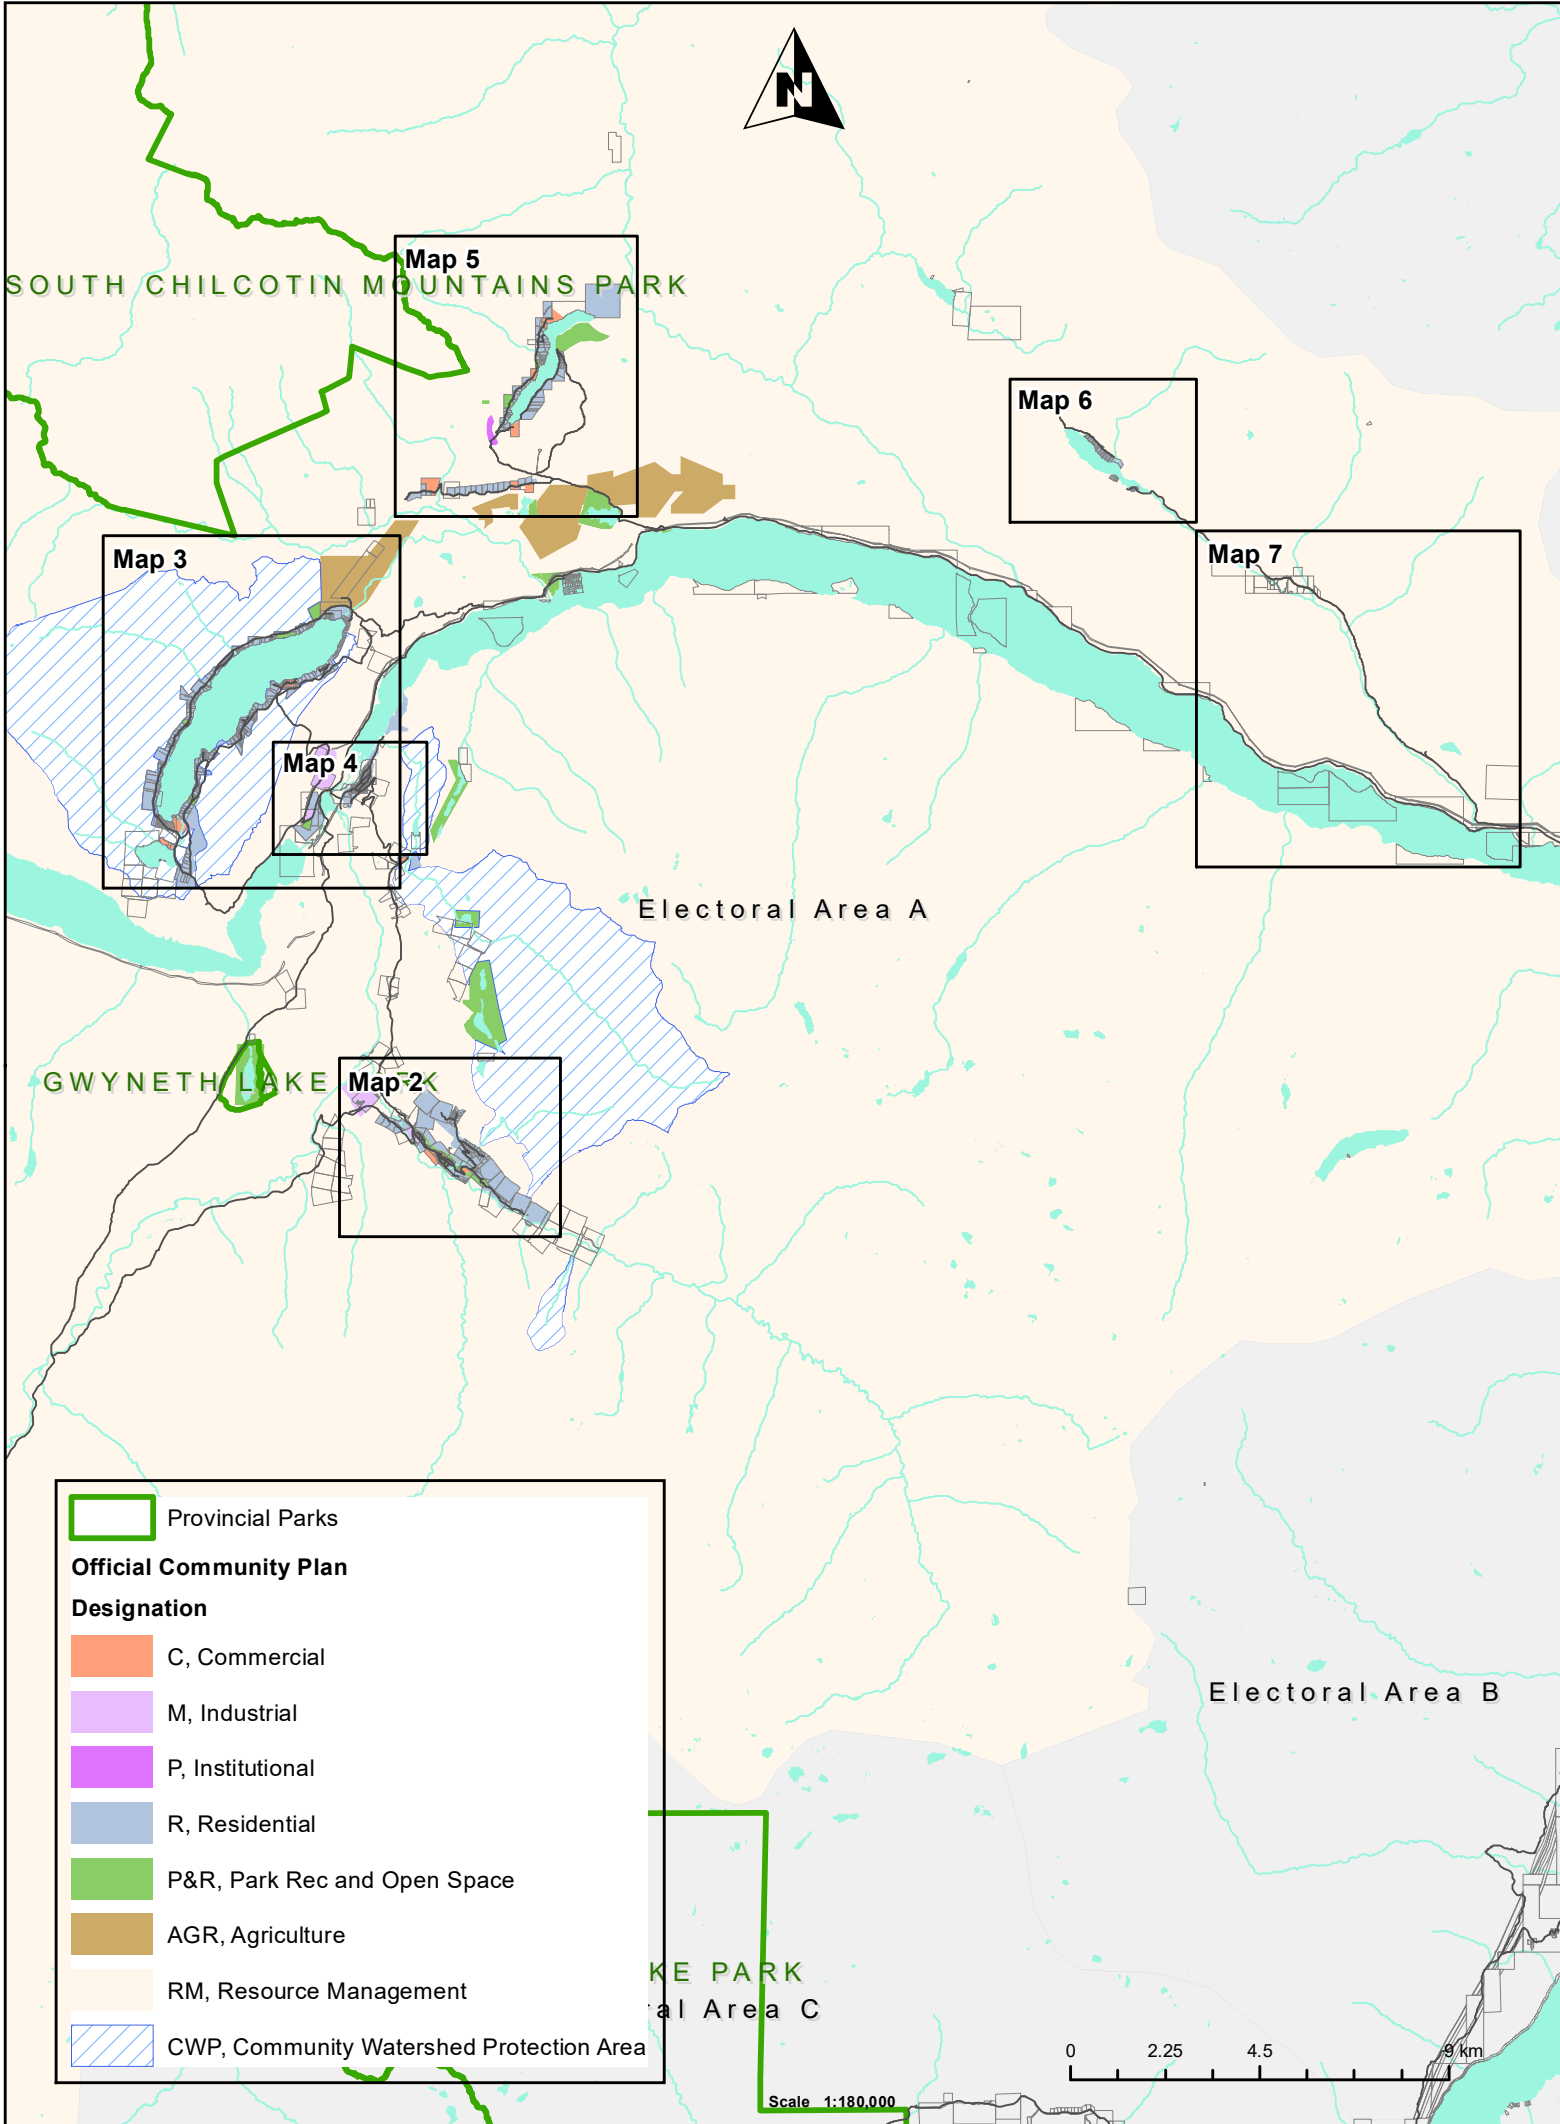 N
Map 5
SOUTH CHILCOTIN MOUNTAINS PARK
Map 6
Map 7
Map 3
Map 4
Electoral Area A
GWYNETH LAKE
K
Map 2
Provincial Parks
Official Community Plan
Designation
C, Commercial
M, Industrial
P, Institutional
R, Residential
P&R, Park Rec and Open Space
AGR, Agriculture
RM, Resource Management
CWP, Community Watershed Protection Area
Electoral Area B
KE PARK
al Area C
0 2.25 4.5 9 km
Scale 1:180,000